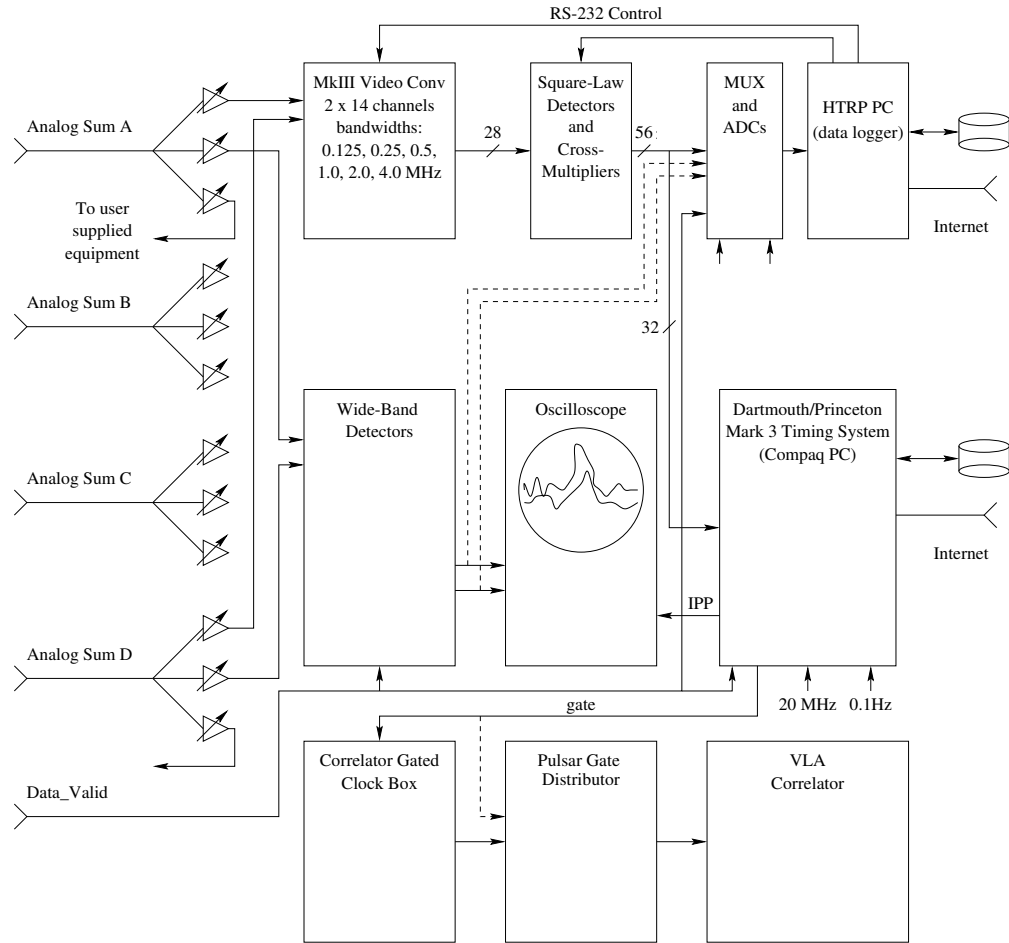 RS-232 Control
MkIII Video Conv
2 x 14 channels
bandwidths:
0.125, 0.25, 0.5,
1.0, 2.0, 4.0 MHz
Square-Law
Detectors
and
Cross-
Multipliers
MUX
and
ADCs
HTRP PC
(data logger)
28
56
Analog Sum A
To user
supplied
equipment
Internet
Analog Sum B
32
Wide-Band
Detectors
Oscilloscope
Dartmouth/Princeton
Mark 3 Timing System
(Compaq PC)
Analog Sum C
Internet
IPP
Analog Sum D
gate
20 MHz
0.1Hz
Correlator Gated
Clock Box
Pulsar Gate
Distributor
VLA
Correlator
Data_Valid